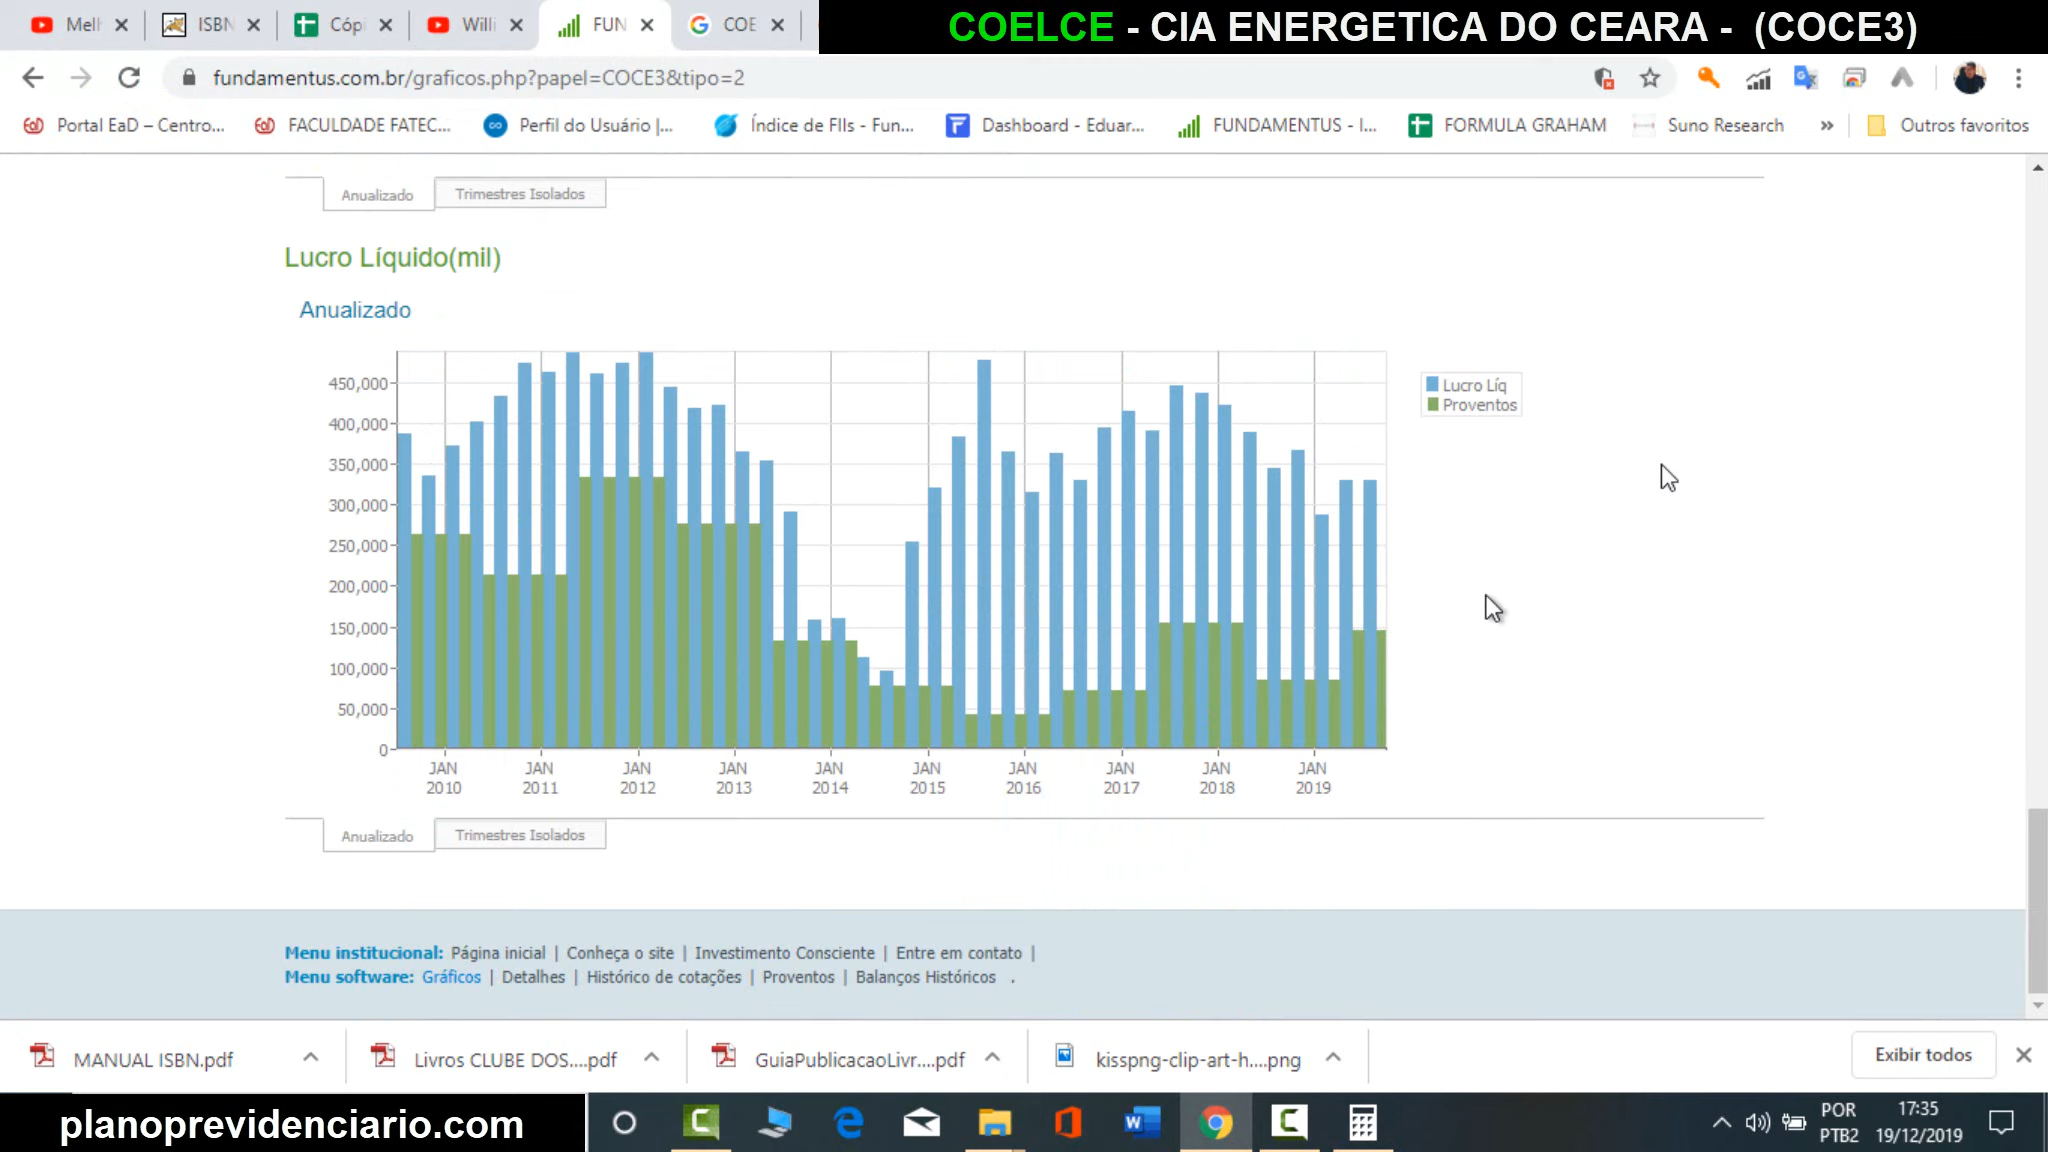 Melh
ISBN
Cópi
Willi
FUN
COE
COELCE - CIA ENERGETICA DO CEARA - (COCE3)
fundamentus.com.br/graficos.php?papel=COCE3&tipo=2
Portal EaD – Centro...
FACULDADE FATEC...
Perfil do Usuário |...
Índice de FIIs - Fun...
Dashboard - Eduar...
FUNDAMENTUS - I...
FORMULA GRAHAM
Suno Research
»
Outros favoritos
Anualizado
Trimestres Isolados
Lucro Líquido(mil)
Anualizado
450,000
400,000
350,000
300,000
250,000
200,000
150,000
100,000
50,000
0
Lucro Líq
Proventos
JAN 2010
JAN 2011
JAN 2012
JAN 2013
JAN 2014
JAN 2015
JAN 2016
JAN 2017
JAN 2018
JAN 2019
Anualizado
Trimestres Isolados
Menu institucional: Página inicial | Conheça o site | Investimento Consciente | Entre em contato |
Menu software: Gráficos | Detalhes | Histórico de cotações | Proventos | Balanços Históricos .
MANUAL ISBN.pdf
Livros CLUBE DOS....pdf
GuiaPublicacaoLivr....pdf
kisspng-clip-art-h....png
Exibir todos
planoprevidenciario.com
POR
PTB2
17:35
19/12/2019